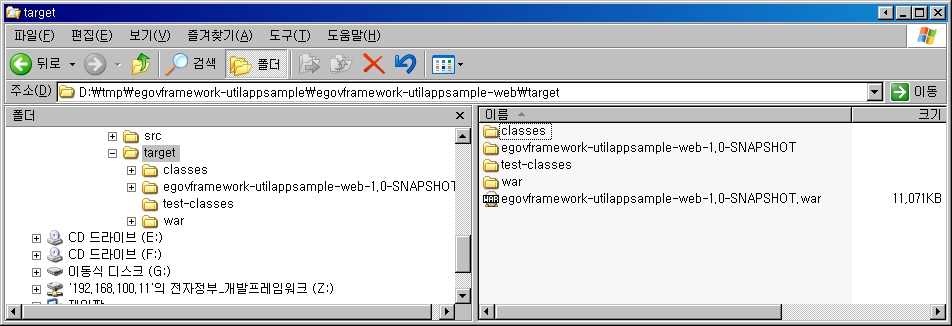 target
파일(F) 편집(E) 보기(V) 즐겨찾기(A) 도구(T) 도움말(H)
뒤로 검색 폴더
주소(D) D:₩tmp₩egovframework-utilappsample₩egovframework-utilappsample-web₩target 이동
폴더
src
target
classes
egovframework-utilappsample-web-1.0-SNAPSHOT
test-classes
war
CD 드라이브 (E:)
CD 드라이브 (F:)
이동식 디스크 (G:)
'192.168.100.11'의 전자정부_개발프레임워크 (Z:)
이름 크기
classes
egovframework-utilappsample-web-1.0-SNAPSHOT
test-classes
war
egovframework-utilappsample-web-1.0-SNAPSHOT.war 11,071KB